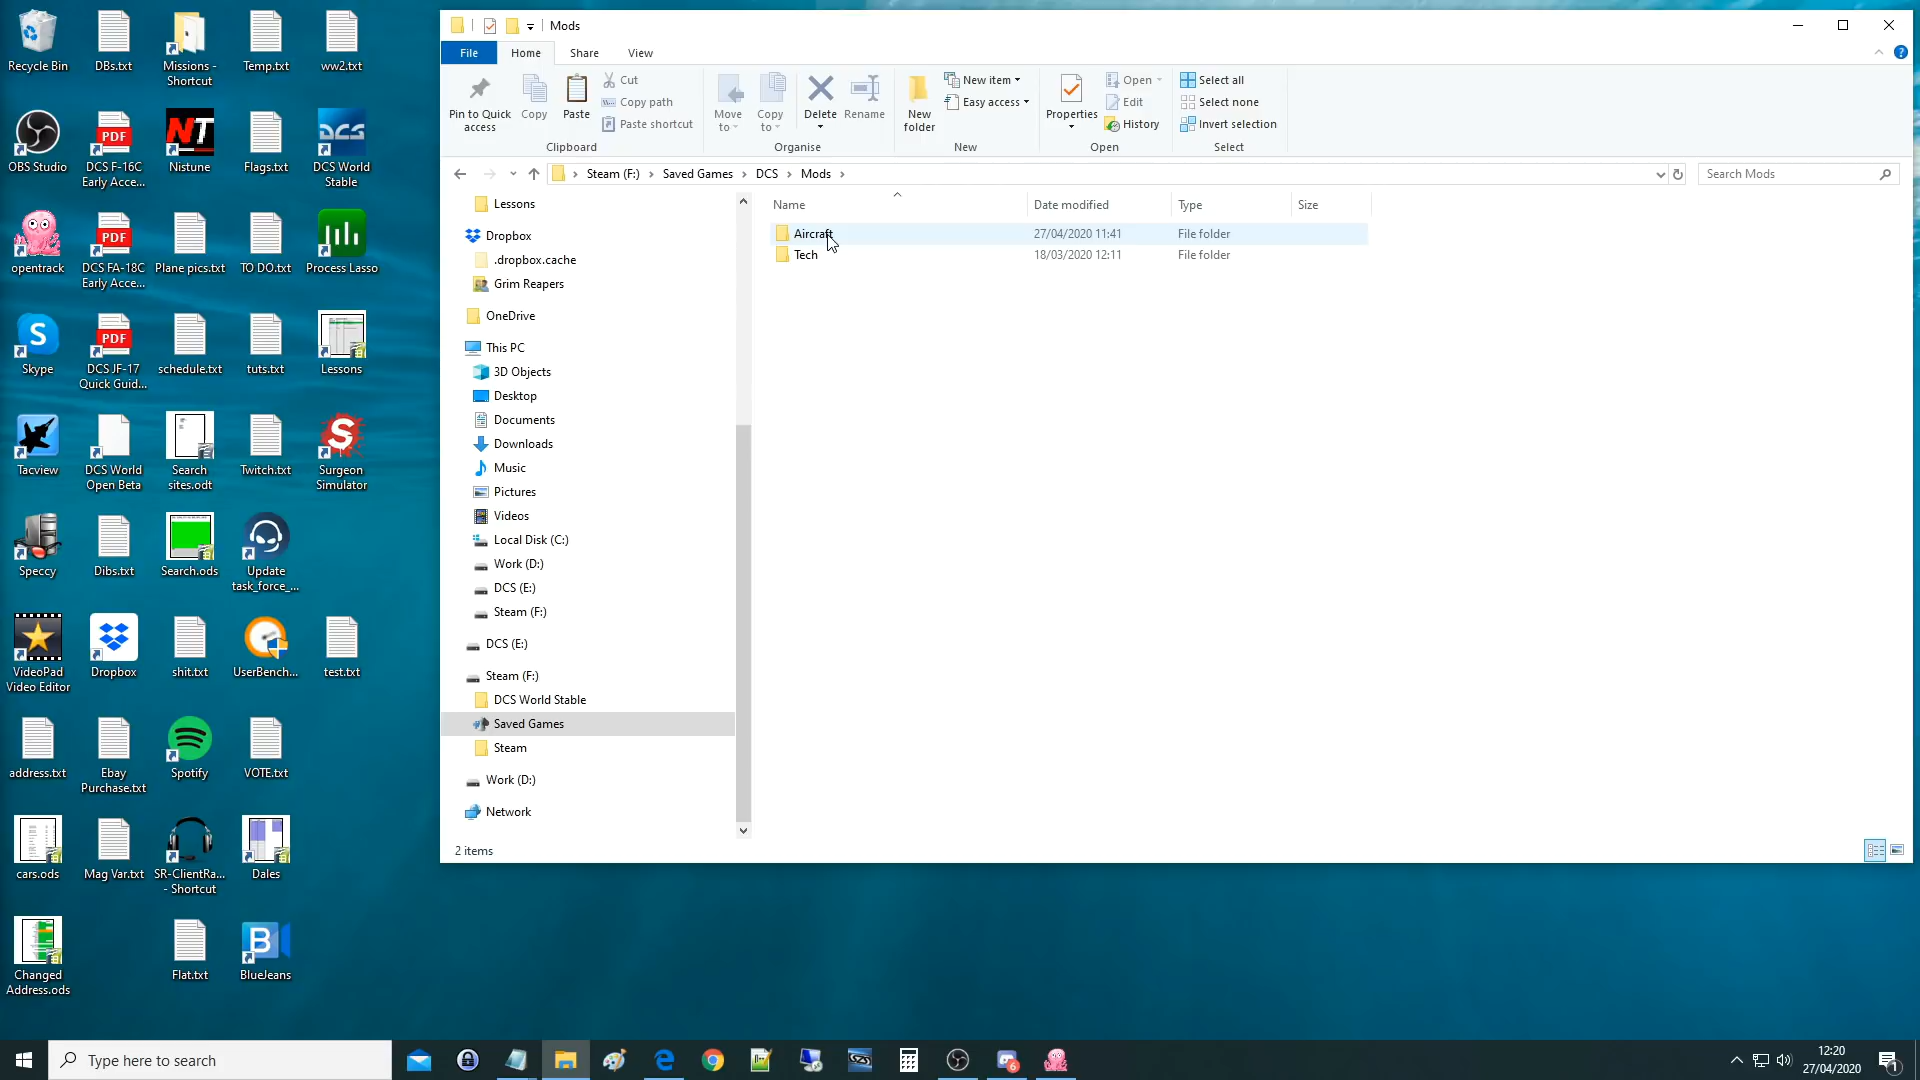 Recycle Bin
DBs.txt
Missions -
Shortcut
Temp.txt
ww2.txt
OBS Studio
PDF
DCS F-16C
Early Acce...
NT
Nistune
Flags.txt
DCS
DCS World
Stable
opentrack
PDF
DCS FA-18C
Early Acce...
Plane pics.txt
TO DO.txt
Process Lasso
S
Skype
PDF
DCS JF-17
Quick Guid...
schedule.txt
tuts.txt
Lessons
Tacview
DCS World
Open Beta
Search
sites.odt
Twitch.txt
S
Surgeon
Simulator
Speccy
Dibs.txt
Search.ods
Update
task_force_...
VideoPad
Video Editor
Dropbox
shit.txt
UserBench...
test.txt
address.txt
Ebay
Purchase.txt
Spotify
VOTE.txt
cars.ods
Mag Var.txt
SR-ClientRa...
- Shortcut
Dales
Changed
Address.ods
Flat.txt
B
BlueJeans
Mods
File Home Share View
Pin to Quick
access
Copy
Paste
Cut
Copy path
Paste shortcut
Clipboard
Move
to
Copy
to
Delete
Rename
Organise
New
folder
New item
Easy access
New
Properties
Open
Edit
History
Open
Select all
Select none
Invert selection
Select
Steam (F:) › Saved Games › DCS › Mods ›
Search Mods
Lessons
Dropbox
.dropbox.cache
Grim Reapers
OneDrive
This PC
3D Objects
Desktop
Documents
Downloads
Music
Pictures
Videos
Local Disk (C:)
Work (D:)
DCS (E:)
Steam (F:)
DCS (E:)
Steam (F:)
DCS World Stable
Saved Games
Steam
Work (D:)
Network
Name Date modified Type Size
Aircraft 27/04/2020 11:41 File folder
Tech 18/03/2020 12:11 File folder
2 items
Type here to search
6
12:20
27/04/2020
1